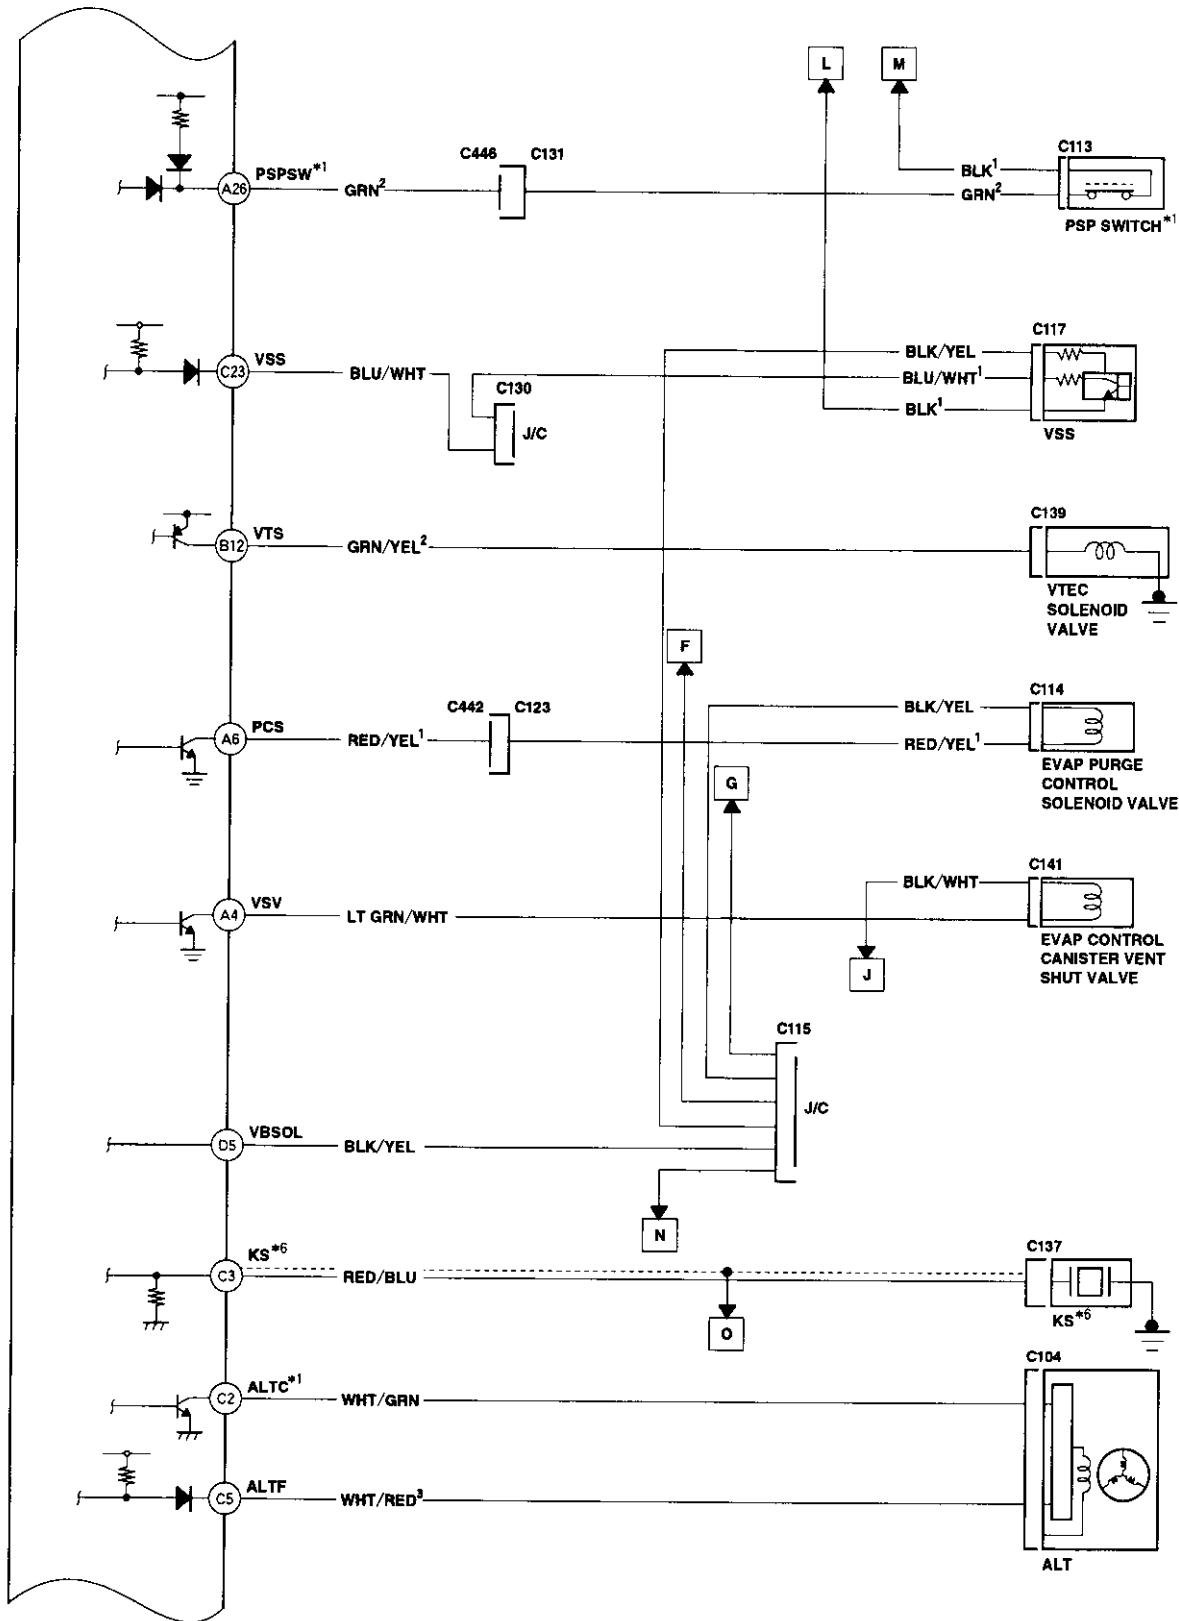 L M
C113
C446 C131
PSPSW*1
A26
GRN²
BLK¹
GRN²
PSP SWITCH*1
C117
VSS
C23
BLU/WHT
C130
J/C
BLK/YEL
BLU/WHT¹
BLK¹
VSS
C139
VTS
B12
GRN/YEL²
VTEC
SOLENOID
VALVE
F
C114
C442 C123
PCS
A6
RED/YEL¹
BLK/YEL
RED/YEL¹
EVAP PURGE
CONTROL
SOLENOID VALVE
G
C141
VSV
A4
LT GRN/WHT
BLK/WHT
J
EVAP CONTROL
CANISTER VENT
SHUT VALVE
C115
J/C
VBSOL
D5
BLK/YEL
N
KS*6
C3
RED/BLU
O
C137
KS*6
C104
ALTC*1
C2
WHT/GRN
ALTF
C5
WHT/RED³
ALT